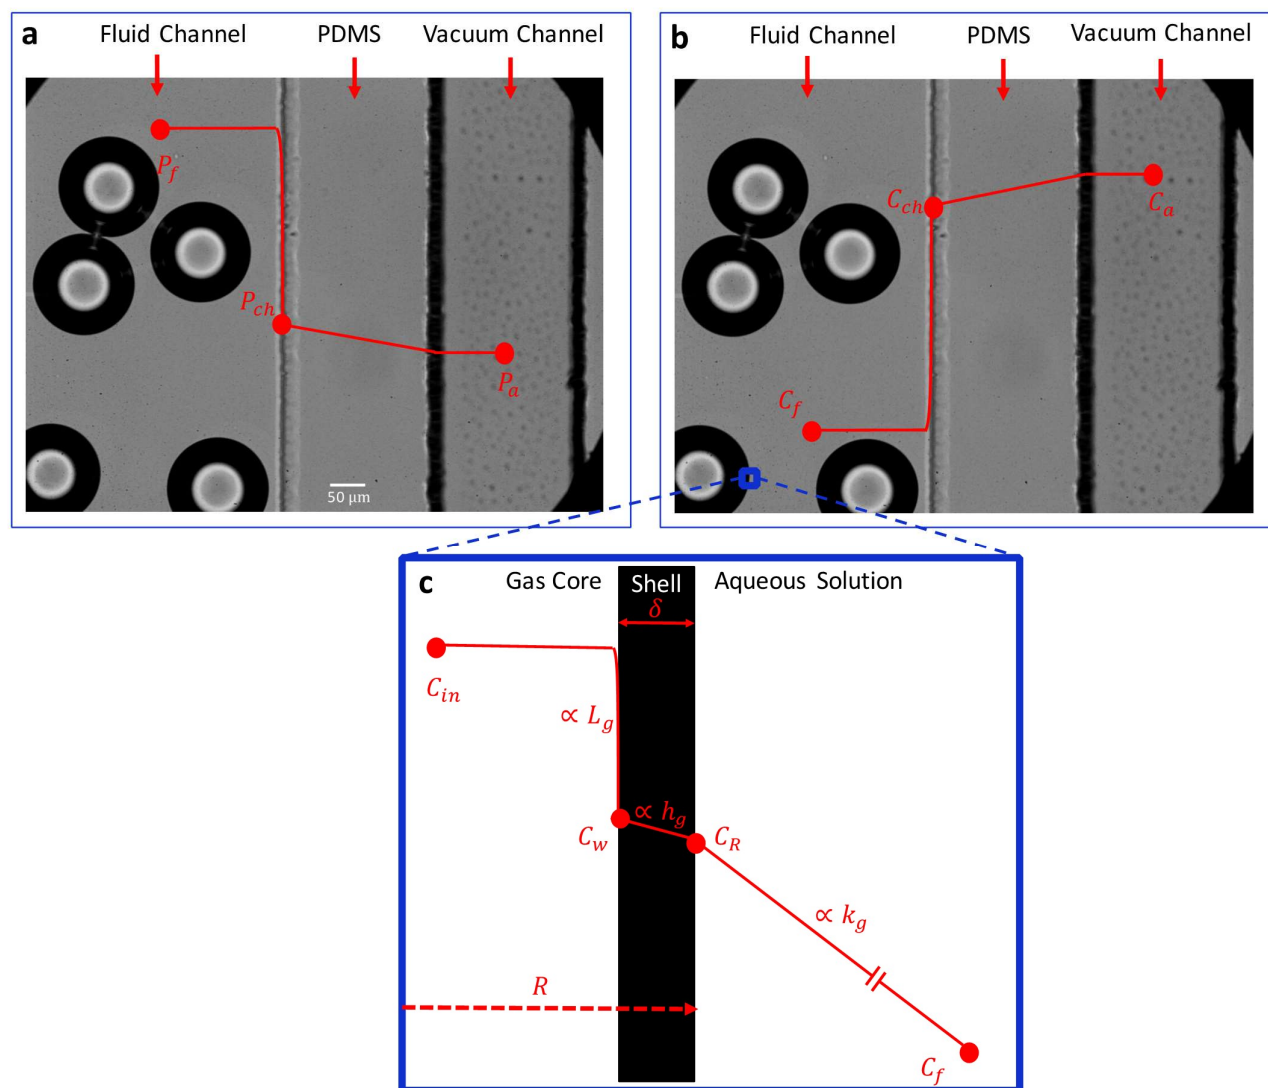 a
Fluid Channel PDMS Vacuum Channel
P_f
P_ch
P_a
50 μm
b
Fluid Channel PDMS Vacuum Channel
C_ch
C_a
C_f
c
Gas Core Shell Aqueous Solution
δ
C_in
∝ L_g
∝ h_g
C_w
C_R
∝ k_g
R
C_f